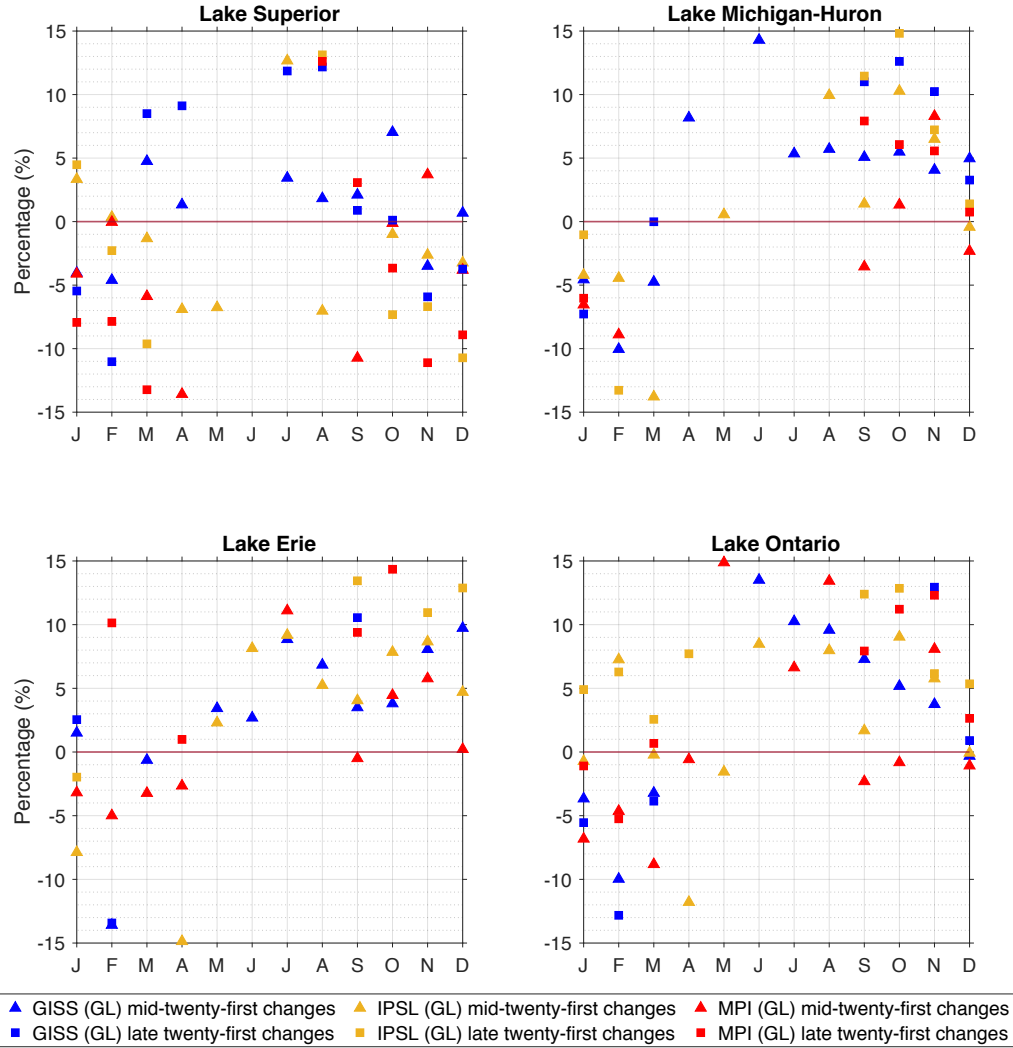 Lake Superior
Lake Michigan-Huron
15
10
5
0
-5
-10
-15
Percentage (%)
J F M A M J J A S O N D
15
10
5
0
-5
-10
-15
J F M A M J J A S O N D
Lake Erie
Lake Ontario
15
10
5
0
-5
-10
-15
Percentage (%)
J F M A M J J A S O N D
15
10
5
0
-5
-10
-15
J F M A M J J A S O N D
GISS (GL) mid-twenty-first changes IPSL (GL) mid-twenty-first changes MPI (GL) mid-twenty-first changes
GISS (GL) late twenty-first changes IPSL (GL) late twenty-first changes MPI (GL) late twenty-first changes